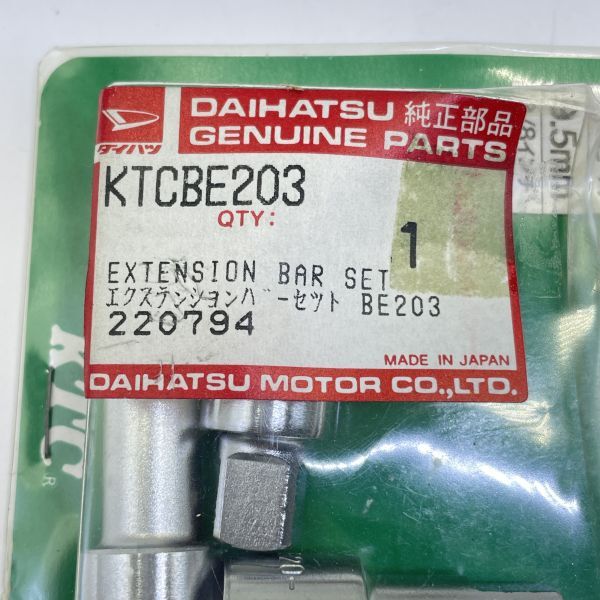 DAIHATSU 純正部品
GENUINE PARTS
ダイハツ
KTCBE203
QTY:
1
EXTENSION BAR SET
エクステンションバーセット BE203
220794
MADE IN JAPAN
DAIHATSU MOTOR CO.,LTD.
KTC
R
.5mm